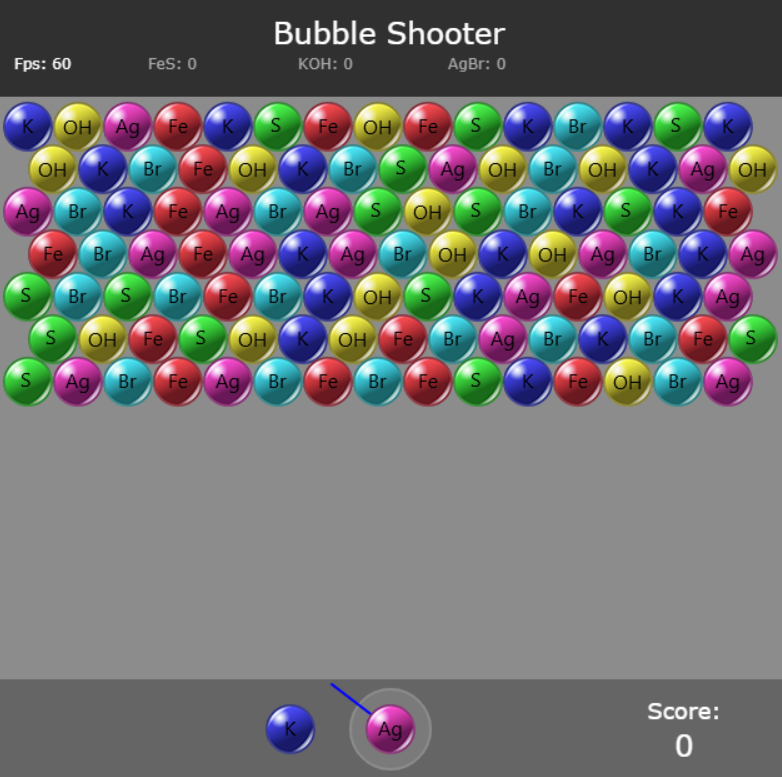 Bubble Shooter
Fps: 60 FeS: 0 KOH: 0 AgBr: 0
K OH Ag Fe K S Fe OH Fe S K Br K S K
OH K Br Fe OH K Br S Ag OH Br OH K Ag OH
Ag Br K Fe Ag Br Ag S OH S Br K S K Fe
Fe Br Ag Fe Ag K Ag Br OH K OH Ag Br K Ag
S Br S Br Fe Br K OH S K Ag Fe OH K Ag
S OH Fe S OH K OH Fe Br Ag Br K Br Fe S
S Ag Br Fe Ag Br Fe Br Fe S K Fe OH Br Ag
K Ag
Score:
0